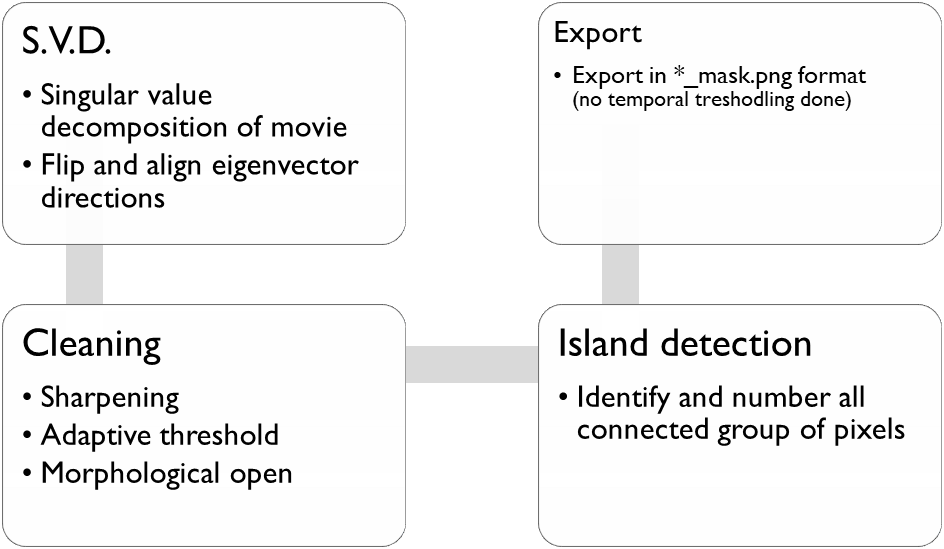 S.V.D.
• Singular value
decomposition of movie
• Flip and align eigenvector
directions
Cleaning
• Sharpening
• Adaptive threshold
• Morphological open
Island detection
• Identify and number all
connected group of pixels
Export
• Export in *_mask.png format
(no temporal treshodling done)